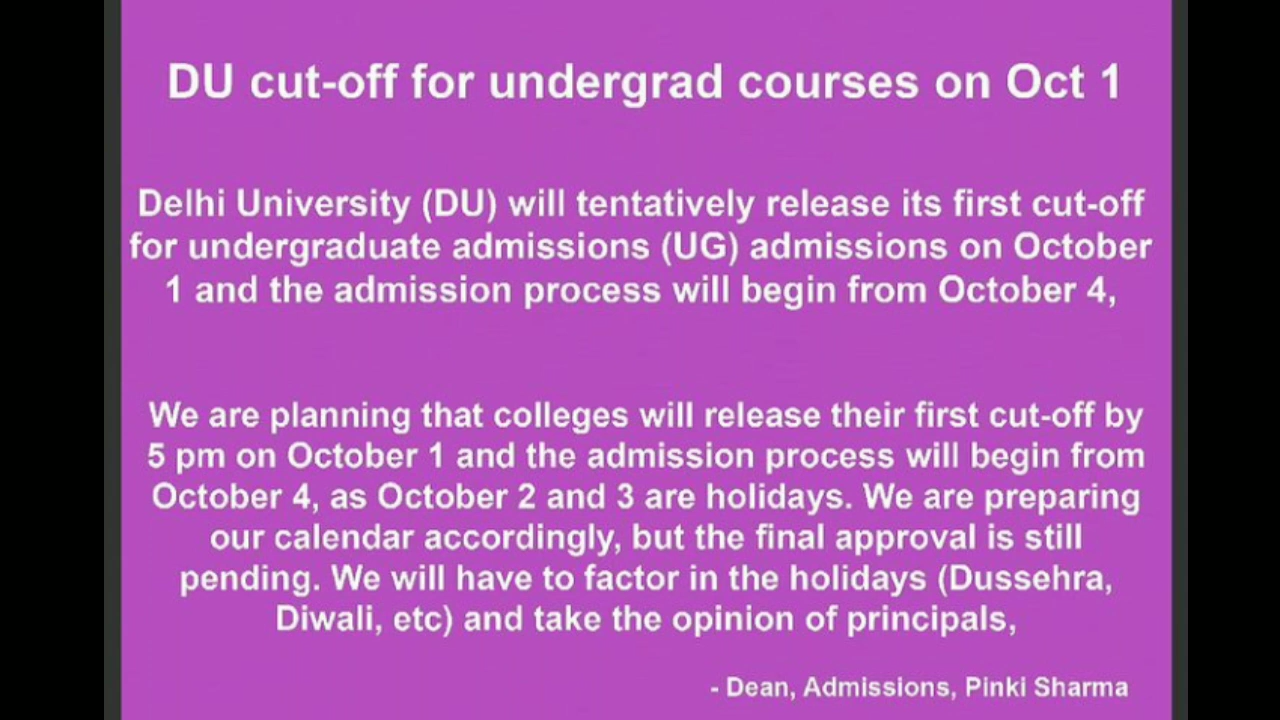 DU cut-off for undergrad courses on Oct 1
Delhi University (DU) will tentatively release its first cut-off
for undergraduate admissions (UG) admissions on October
1 and the admission process will begin from October 4,
We are planning that colleges will release their first cut-off by
5 pm on October 1 and the admission process will begin from
October 4, as October 2 and 3 are holidays. We are preparing
our calendar accordingly, but the final approval is still
pending. We will have to factor in the holidays (Dussehra,
Diwali, etc) and take the opinion of principals,
- Dean, Admissions, Pinki Sharma